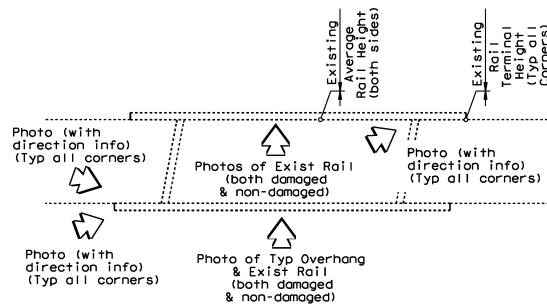 Existing
Average
Rail Height
(both sides)
Existing
Rail
Terminal
Height
(Typ all
Corners)
Photo (with
direction info)
(Typ all corners)
Photos of Exist Rail
(both damaged
& non-damaged)
Photo (with
direction info)
(Typ all corners)
Photo (with
direction info)
(Typ all corners)
Photo of Typ Overhang
& Exist Rail
(both damaged
& non-damaged)